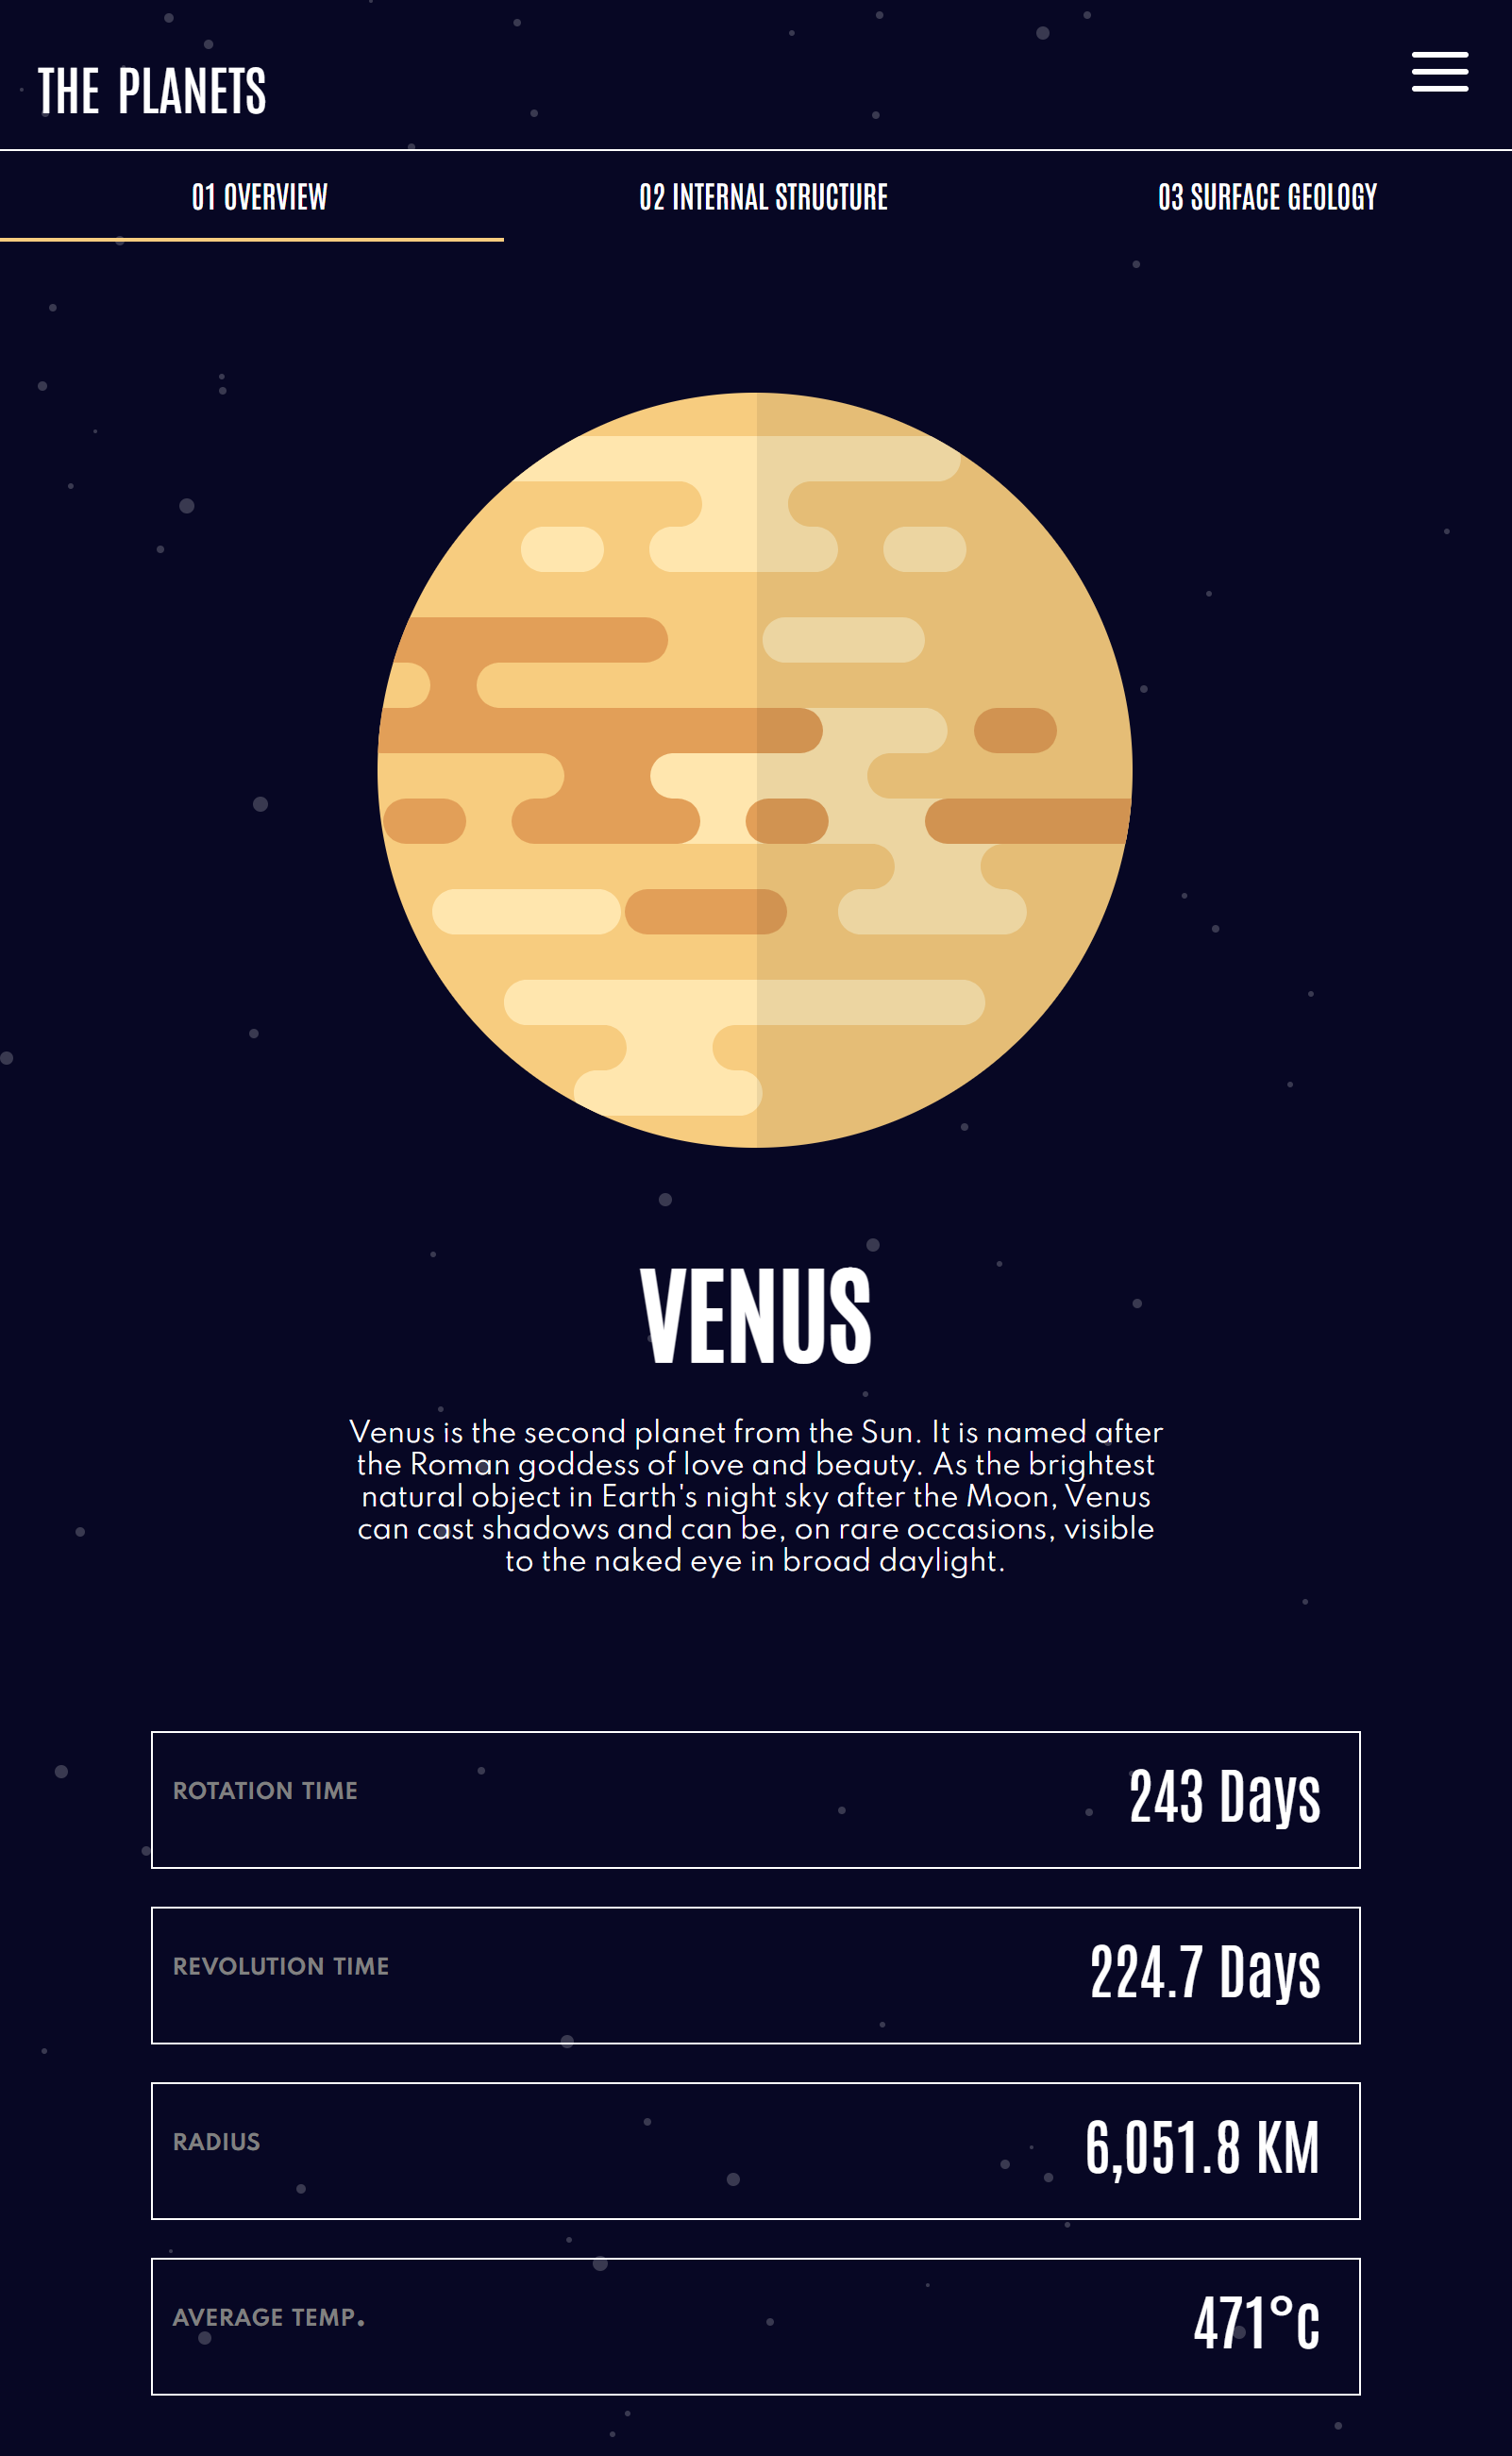 THE PLANETS
01 OVERVIEW
02 INTERNAL STRUCTURE
03 SURFACE GEOLOGY
VENUS
Venus is the second planet from the Sun. It is named after
the Roman goddess of love and beauty. As the brightest
natural object in Earth's night sky after the Moon, Venus
can cast shadows and can be, on rare occasions, visible
to the naked eye in broad daylight.
ROTATION TIME
243 Days
REVOLUTION TIME
224.7 Days
RADIUS
6,051.8 KM
AVERAGE TEMP.
471°c